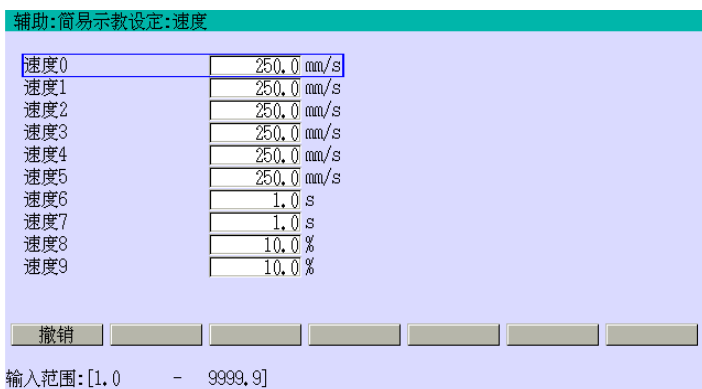 辅助:简易示教设定:速度
速度0 250.0 mm/s
速度1 250.0 mm/s
速度2 250.0 mm/s
速度3 250.0 mm/s
速度4 250.0 mm/s
速度5 250.0 mm/s
速度6 1.0 s
速度7 1.0 s
速度8 10.0 %
速度9 10.0 %
撤销
输入范围:[1.0 - 9999.9]